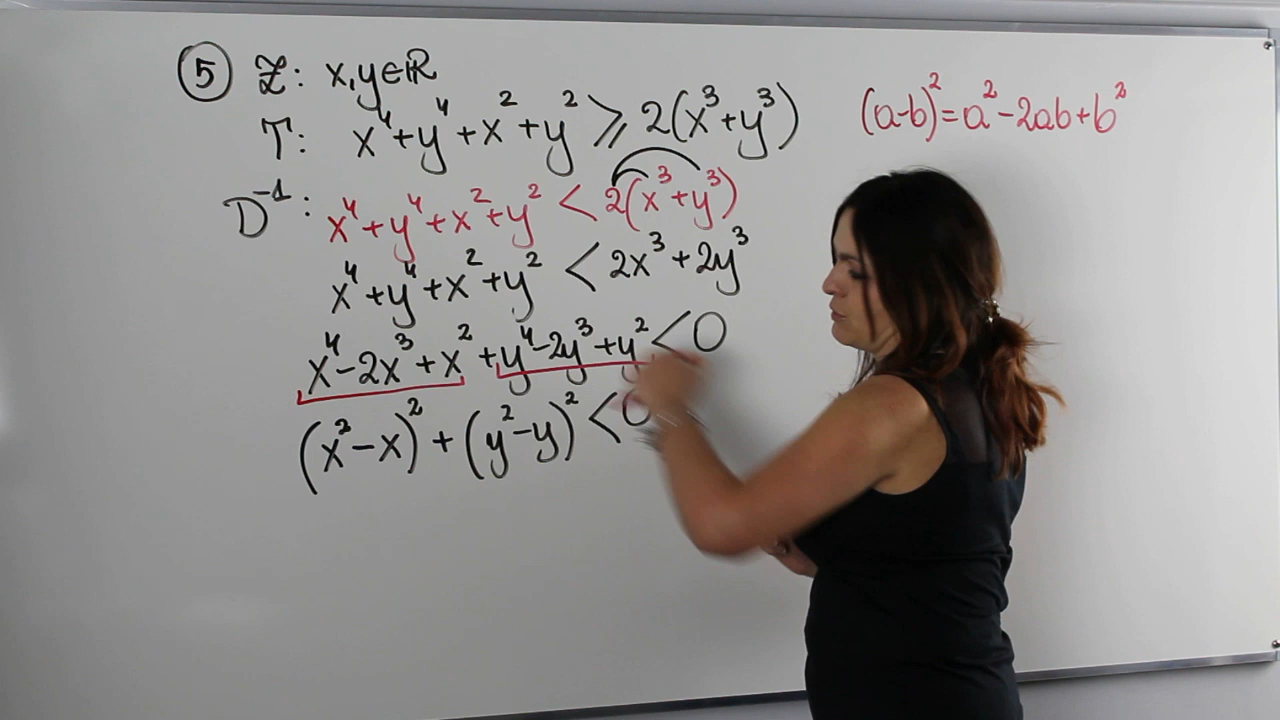 ⑤ Z: x,y∈ℝ
T: x⁴+y⁴+x²+y² ⩾ 2(x³+y³)
(a-b)²=a²-2ab+b²
D⁻¹: x⁴+y⁴+x²+y² < 2(x³+y³)
x⁴+y⁴+x²+y² < 2x³+2y³
x⁴-2x³+x²+y⁴-2y³+y²<0
(x²-x)²+(y²-y)²<0